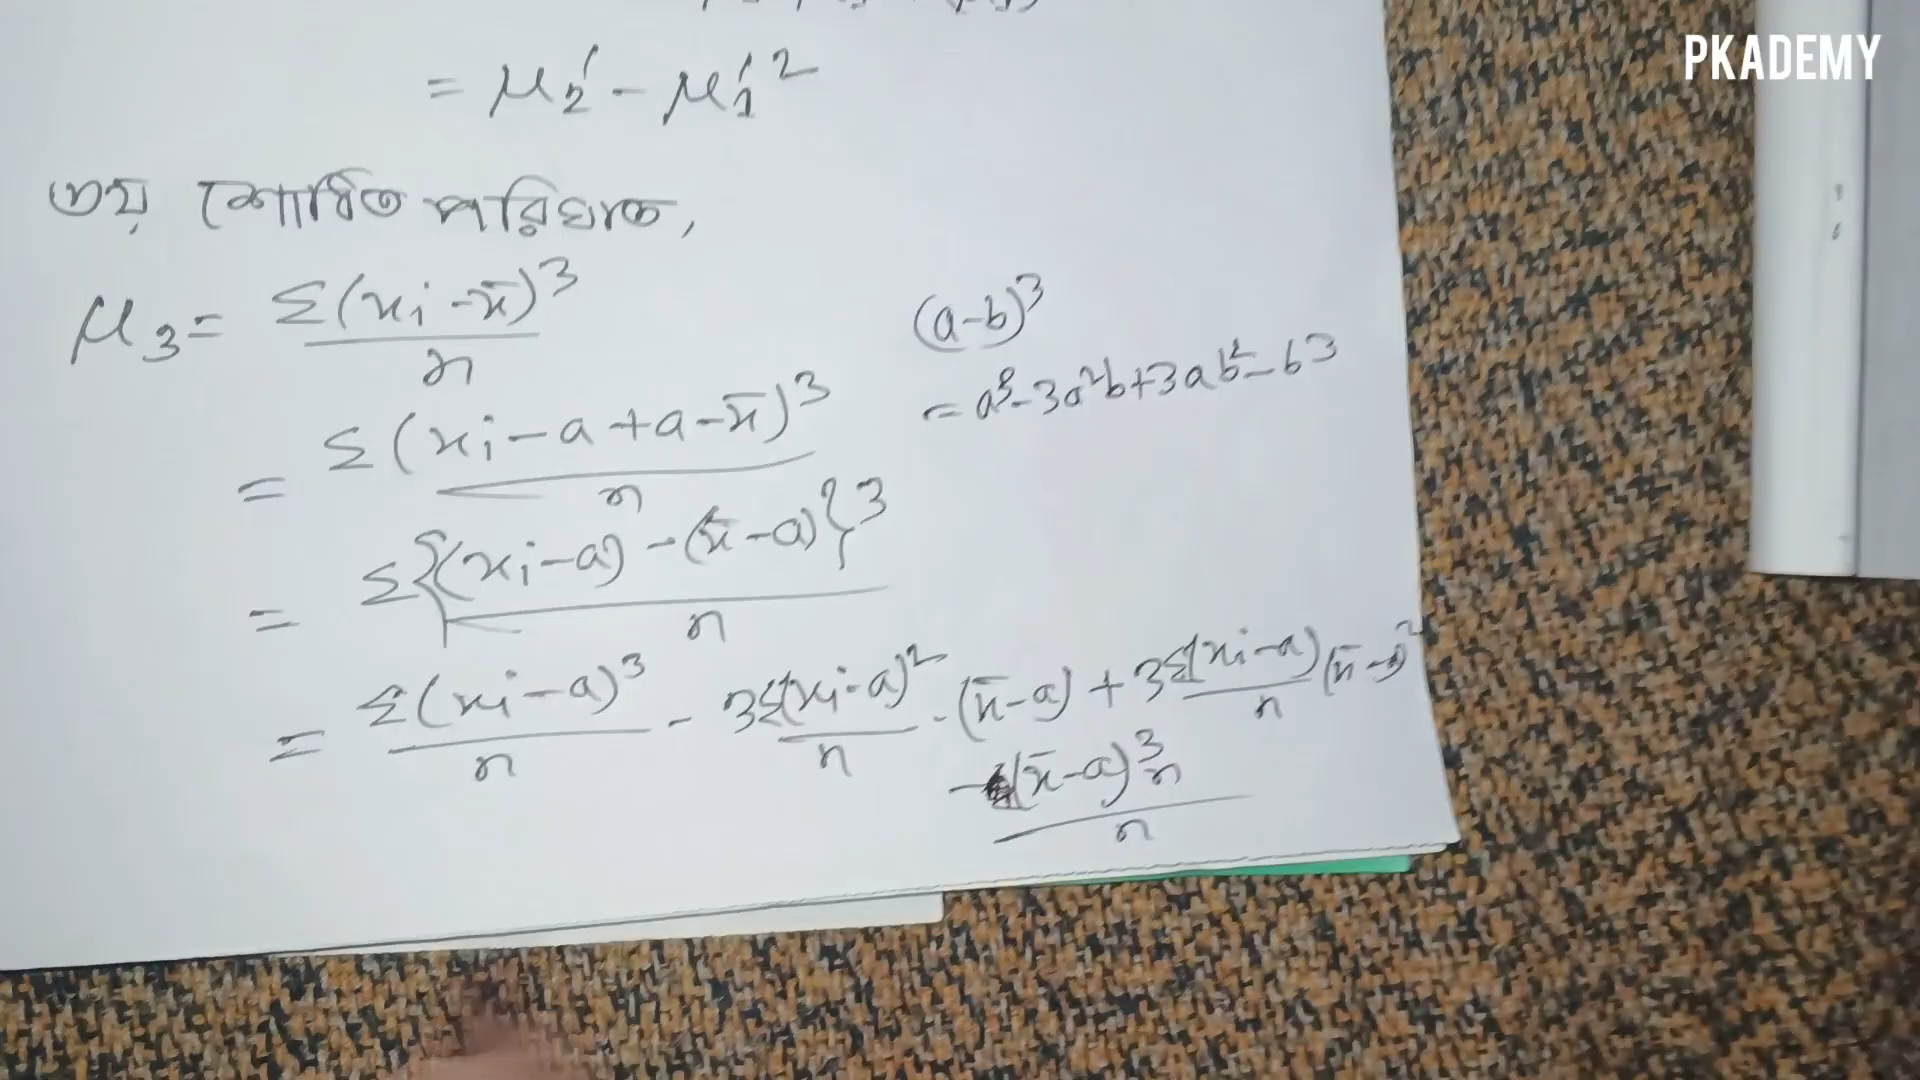 PKADEMY
= μ₂′ - μ₁′²
৩য় শোধিত পরিঘাত,
μ₃ = Σ(xᵢ - x̄)³ / n
(a-b)³
= a³ - 3a²b + 3ab² - b³
= Σ(xᵢ - a + a - x̄)³ / n
= Σ{(xᵢ - a) - (x̄ - a)}³ / n
= Σ(xᵢ - a)³ / n - 3Σ(xᵢ - a)² / n · (x̄ - a) + 3Σ(xᵢ - a) / n (x̄ - a)²
- (x̄ - a)³ n / n